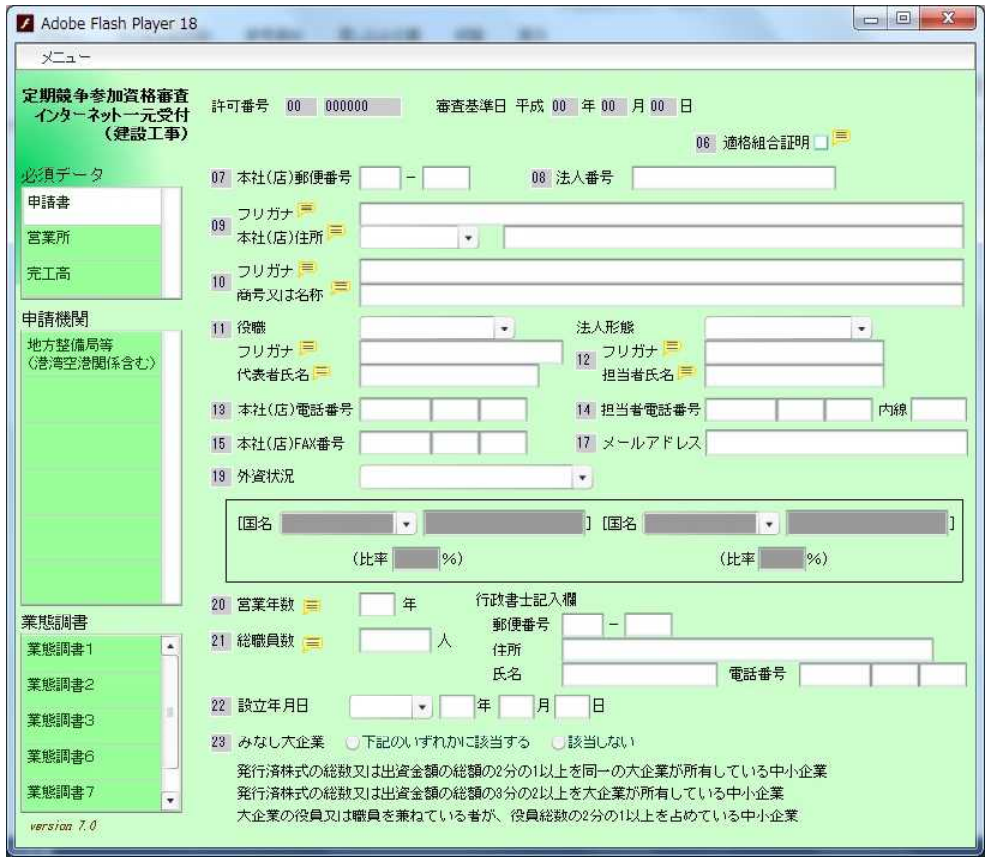 Adobe Flash Player 18
メニュー
定期競争参加資格審査
インターネット一元受付
(建設工事)
許可番号 00 000000 審査基準日 平成 00 年 00 月 00 日
06 適格組合証明
必須データ
申請書
営業所
完工高
申請機関
地方整備局等
(港湾空港関係含む)
業態調書
業態調書1
業態調書2
業態調書3
業態調書6
業態調書7
version 7.0
07 本社(店)郵便番号 - 08 法人番号
09 フリガナ
本社(店)住所
10 フリガナ
商号又は名称
11 役職 法人形態
フリガナ 12 フリガナ
代表者氏名 担当者氏名
13 本社(店)電話番号 14 担当者電話番号 内線
15 本社(店)FAX番号 17 メールアドレス
19 外資状況
[国名 ] [国名 ]
(比率 %) (比率 %)
20 営業年数 年 行政書士記入欄
郵便番号 -
21 総職員数 人 住所
氏名 電話番号
22 設立年月日 年 月 日
23 みなし大企業 下記のいずれかに該当する 該当しない
発行済株式の総数又は出資金額の総額の2分の1以上を同一の大企業が所有している中小企業
発行済株式の総数又は出資金額の総額の3分の2以上を大企業が所有している中小企業
大企業の役員又は職員を兼ねている者が、役員総数の2分の1以上を占めている中小企業